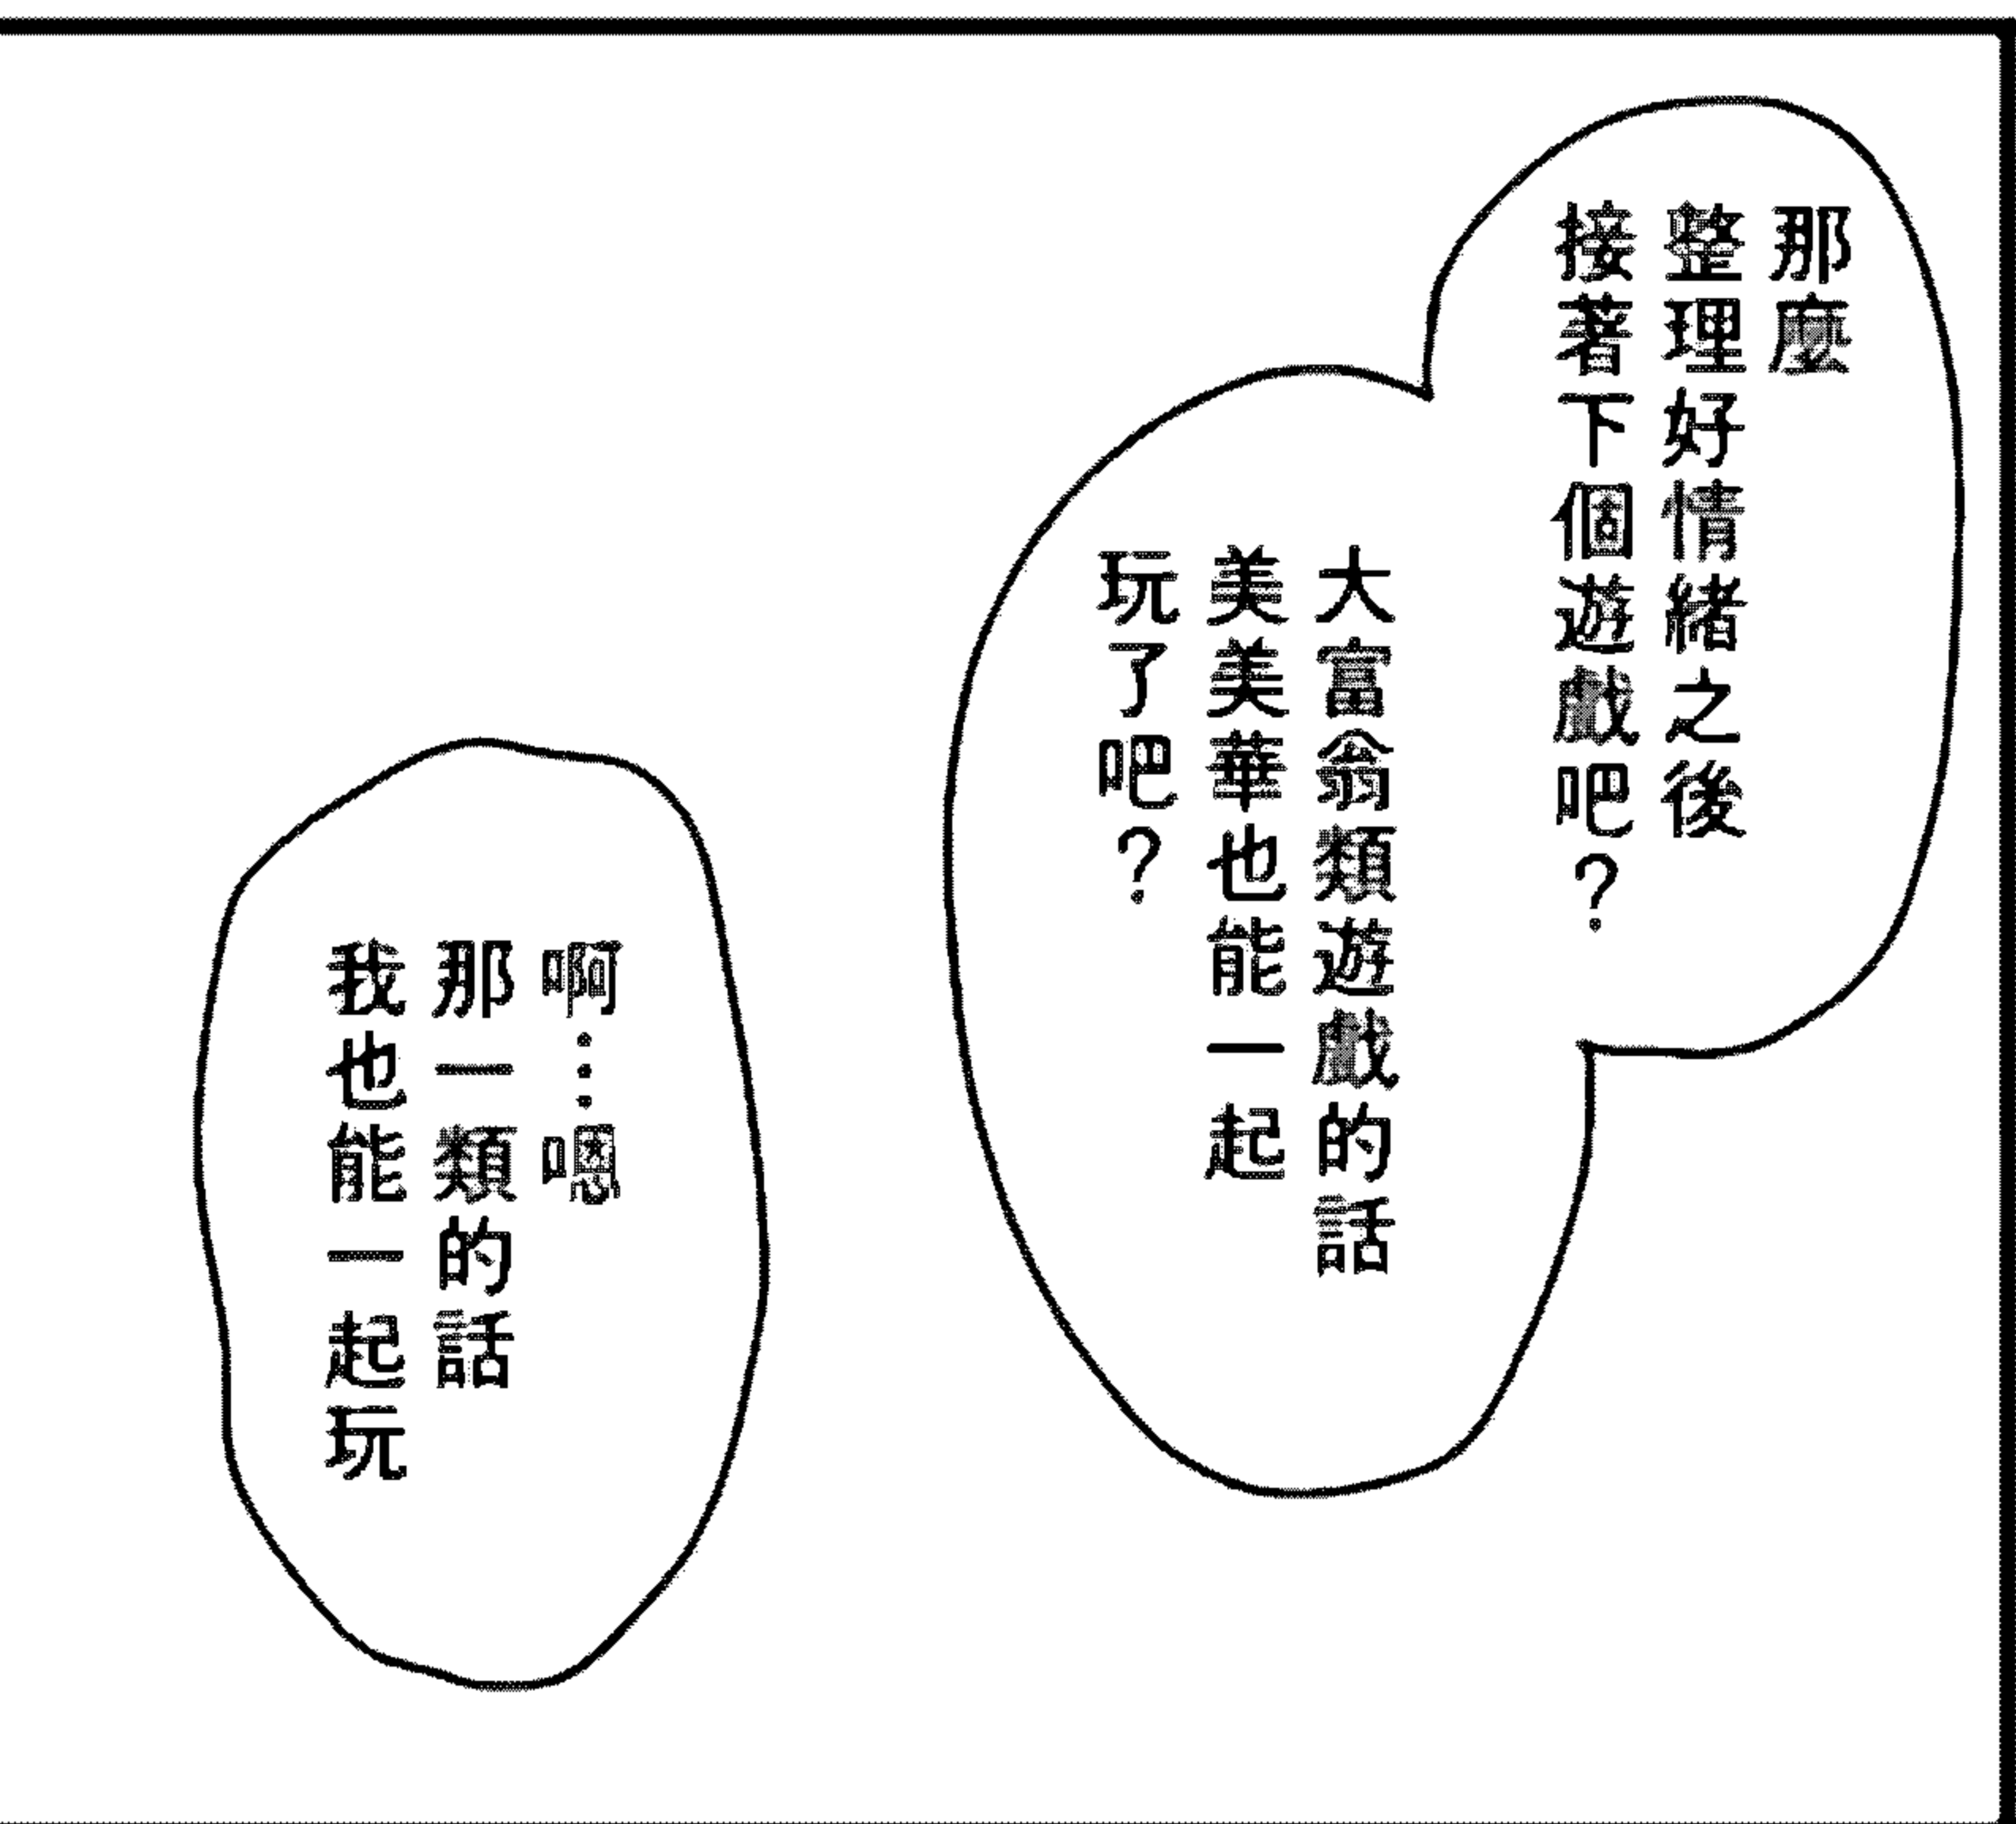 那麼
整理好情緒之後
接著下個遊戲吧？
大富翁類遊戲的話
美美華也能一起
玩了吧？
啊…嗯
那一類的話
我也能一起玩